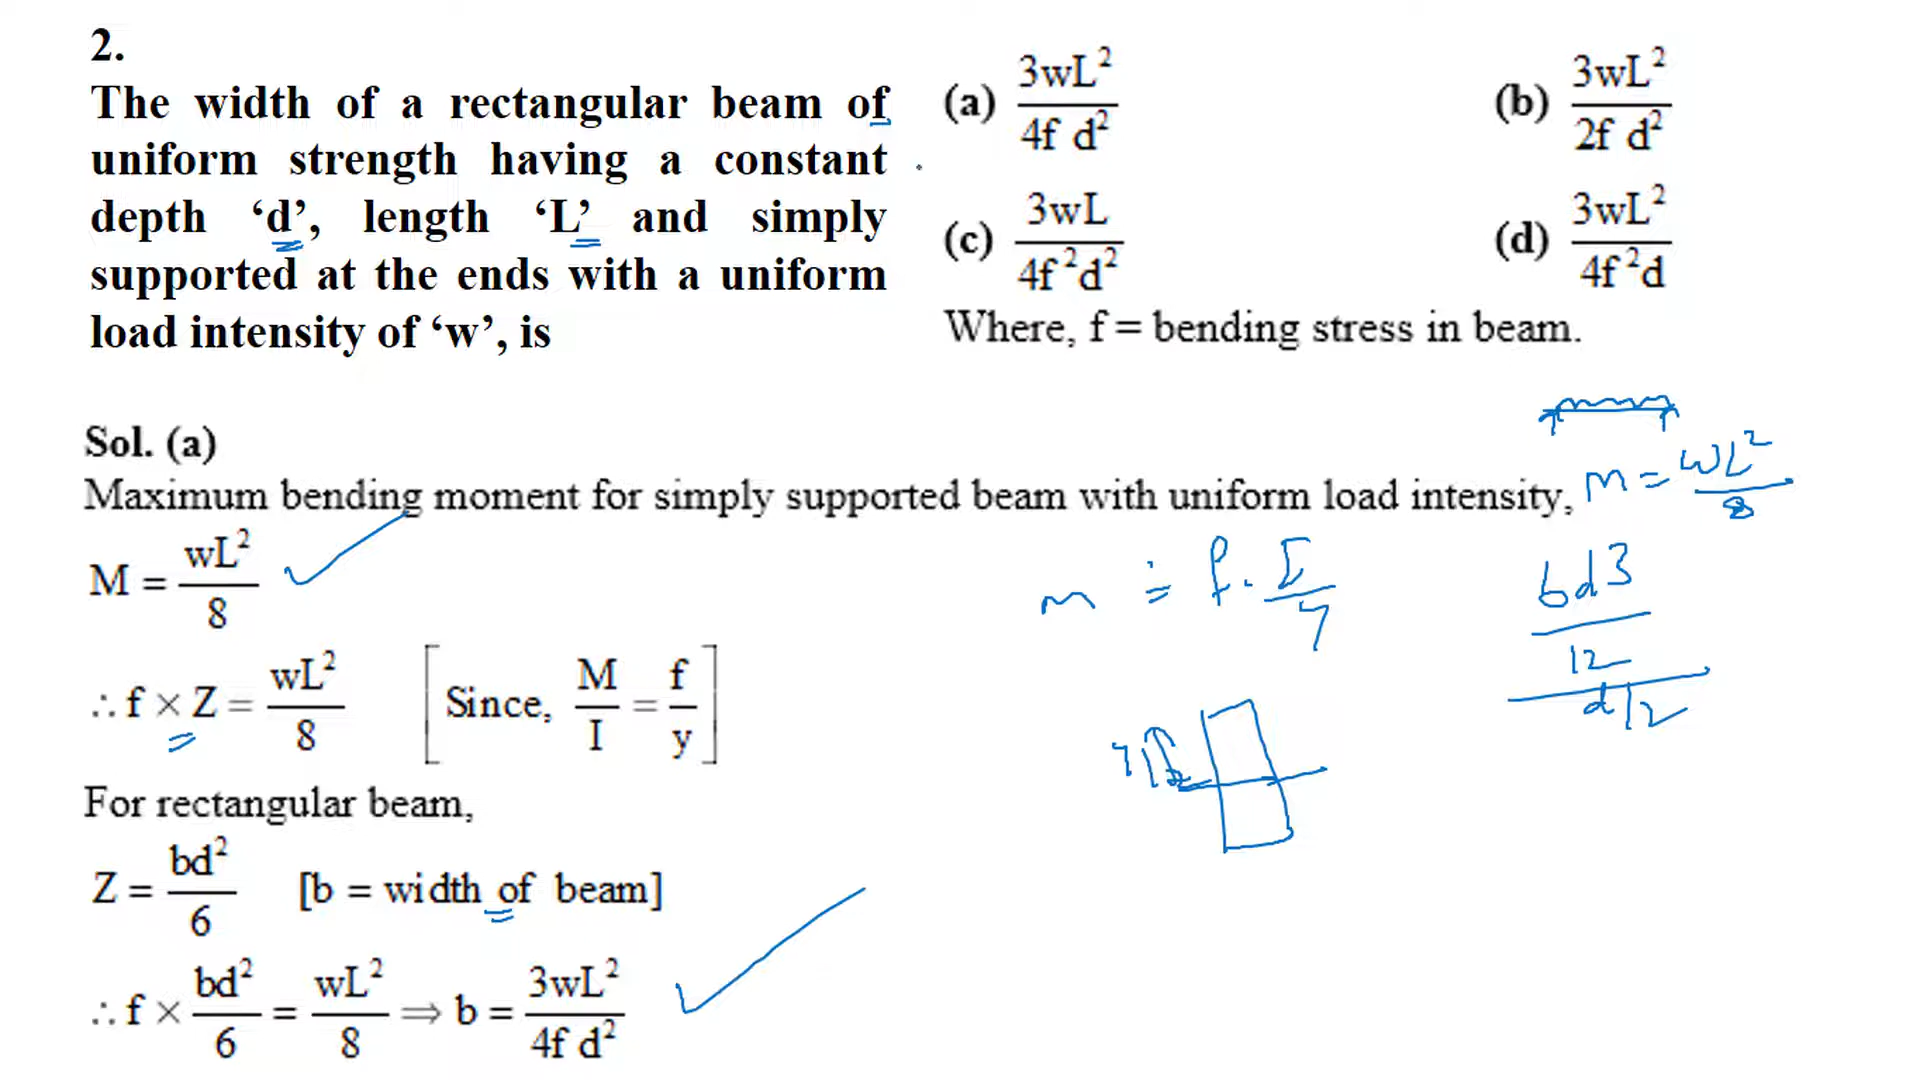 2.
The width of a rectangular beam of
uniform strength having a constant
depth ‘d’, length ‘L’ and simply
supported at the ends with a uniform
load intensity of ‘w’, is
(a) 3wL²/4f d² (b) 3wL²/2f d²
(c) 3wL/4f²d² (d) 3wL²/4f²d
Where, f = bending stress in beam.
Sol. (a)
Maximum bending moment for simply supported beam with uniform load intensity,
M = wL²/8
∴ f × Z = wL²/8 [Since, M/I = f/y]
For rectangular beam,
Z = bd²/6 [b = width of beam]
∴ f × bd²/6 = wL²/8 ⇒ b = 3wL²/4f d²
m = wL²/8
m = f. I/y
bd3/12
d/2
y